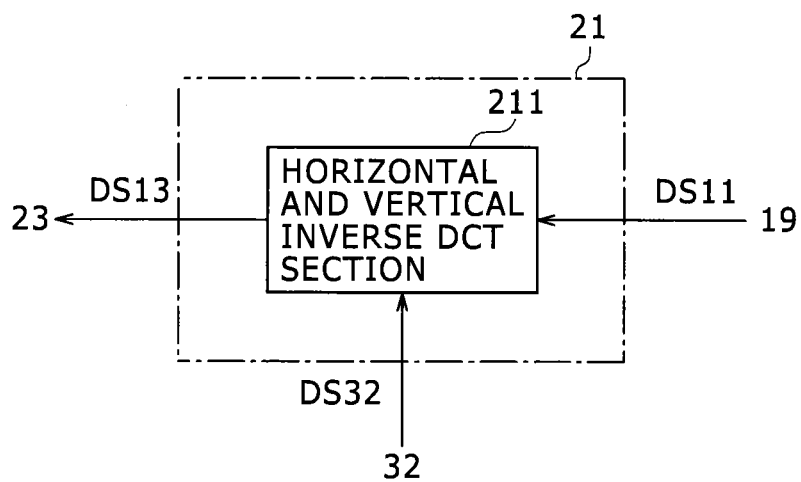 21
211
HORIZONTAL
AND VERTICAL
INVERSE DCT
SECTION
DS13
23
DS11
19
DS32
32